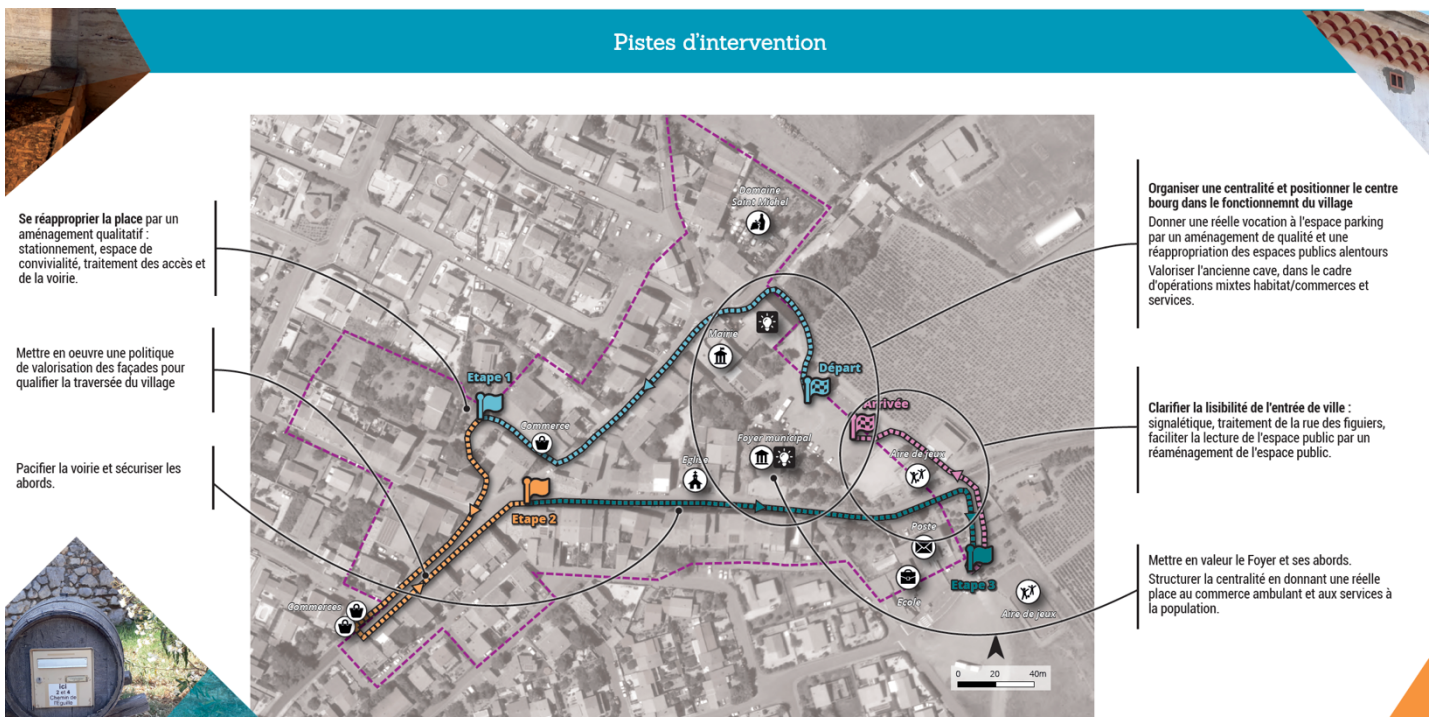 Pistes d'intervention
Se réapproprier la place par un
aménagement qualitatif :
stationnement, espace de
convivialité, traitement des accès et
de la voirie.
Mettre en oeuvre une politique
de valorisation des façades pour
qualifier la traversée du village
Pacifier la voirie et sécuriser les
abords.
Domaine
Saint Michel
Mairie
Départ
Etape 1
Arrivée
Commerce
Foyer municipal
Eglise
Aire de jeux
Etape 2
Poste
Etape 3
Ecole
Aire de jeux
Commerces
0 20 40m
Organiser une centralité et positionner le centre
bourg dans le fonctionnemnt du village
Donner une réelle vocation à l'espace parking
par un aménagement de qualité et une
réappropriation des espaces publics alentours
Valoriser l'ancienne cave, dans le cadre
d'opérations mixtes habitat/commerces et
services.
Clarifier la lisibilité de l'entrée de ville :
signalétique, traitement de la rue des figuiers,
faciliter la lecture de l'espace public par un
réaménagement de l'espace public.
Mettre en valeur le Foyer et ses abords.
Structurer la centralité en donnant une réelle
place au commerce ambulant et aux services à
la population.
ici
2 et 4
Chemin de
l'Eguille